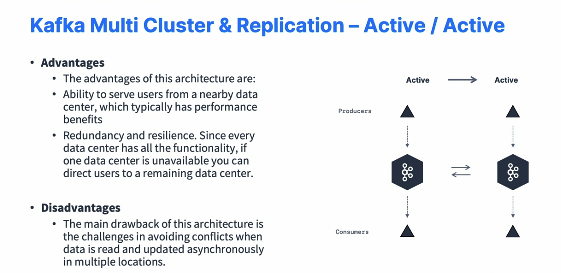 Kafka Multi Cluster & Replication – Active / Active
• Advantages
• The advantages of this architecture are:
• Ability to serve users from a nearby data
center, which typically has performance
benefits
• Redundancy and resilience. Since every
data center has all the functionality, if
one data center is unavailable you can
direct users to a remaining data center.
• Disadvantages
• The main drawback of this architecture is
the challenges in avoiding conflicts when
data is read and updated asynchronously
in multiple locations.
Active Active
Producers
Consumers